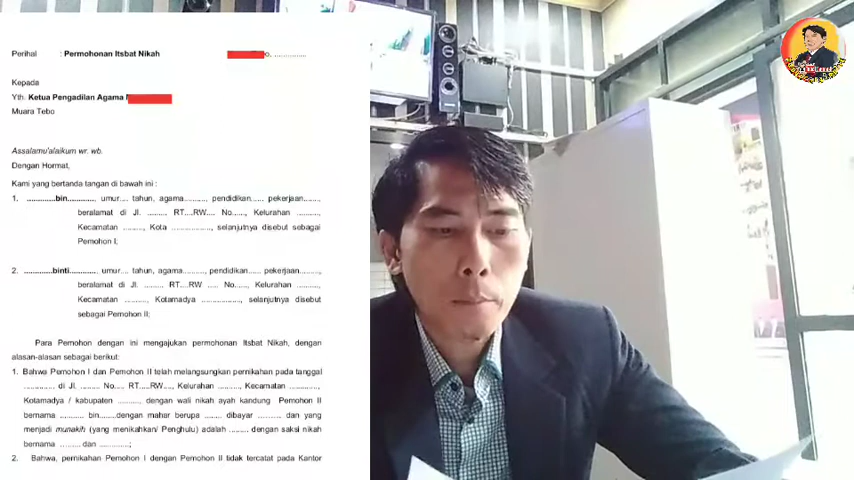 Perihal : Permohonan Itsbat Nikah
Kepada
Yth. Ketua Pengadilan Agama
Muara Tebo
Assalamu'alaikum wr. wb.
Dengan Hormat,
Kami yang bertanda tangan di bawah ini :
1. .............bin............, umur.... tahun, agama.........., pendidikan...... pekerjaan.......,
beralamat di Jl. ......... RT....RW.... No......, Kelurahan .........,
Kecamatan ........., Kota .................., selanjutnya disebut sebagai
Pemohon I;
2. .............binti............, umur.... tahun, agama.........., pendidikan...... pekerjaan.......,
beralamat di Jl. ......... RT....RW ..... No....., Kelurahan .........,
Kecamatan .........., Kotamadya .................., selanjutnya disebut
sebagai Pemohon II;
Para Pemohon dengan ini mengajukan permohonan Itsbat Nikah, dengan
alasan-alasan sebagai berikut:
1. Bahwa Pemohon I dan Pemohon II telah melangsungkan pernikahan pada tanggal
.............. di Jl. ......... No..... RT....RW...., Kelurahan .........., Kecamatan ............,
Kotamadya / kabupaten .........., dengan wali nikah ayah kandung Pemohon II
bernama ........... bin........dengan mahar berupa ......... dibayar ........... dan yang
menjadi munakih (yang menikahkan/ Penghulu) adalah ......... dengan saksi nikah
bernama ......... dan ..............;
2. Bahwa, pernikahan Pemohon I dengan Pemohon II tidak tercatat pada Kantor